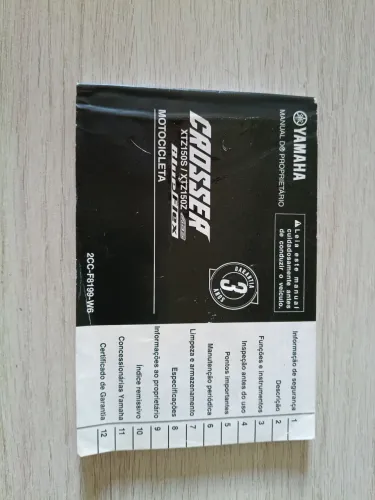 YAMAHA
MANUAL DO PROPRIETÁRIO
⚠Leia este manual
cuidadosamente antes
de conduzir o veículo.
CROSSER
XTZ150S / XTZ150Z ABS
BlueFlex
MOTOCICLETA
GARANTIA
3
ANOS
2CC-F8199-W6
Informação de segurança 1
Descrição 2
Funções e instrumentos 3
Inspeção antes do uso 4
Pontos importantes 5
Manutenção periódica 6
Limpeza e armazenamento 7
Especificações 8
Informações ao proprietário 9
Índice remissivo 10
Concessionárias Yamaha 11
Certificado de Garantia 12